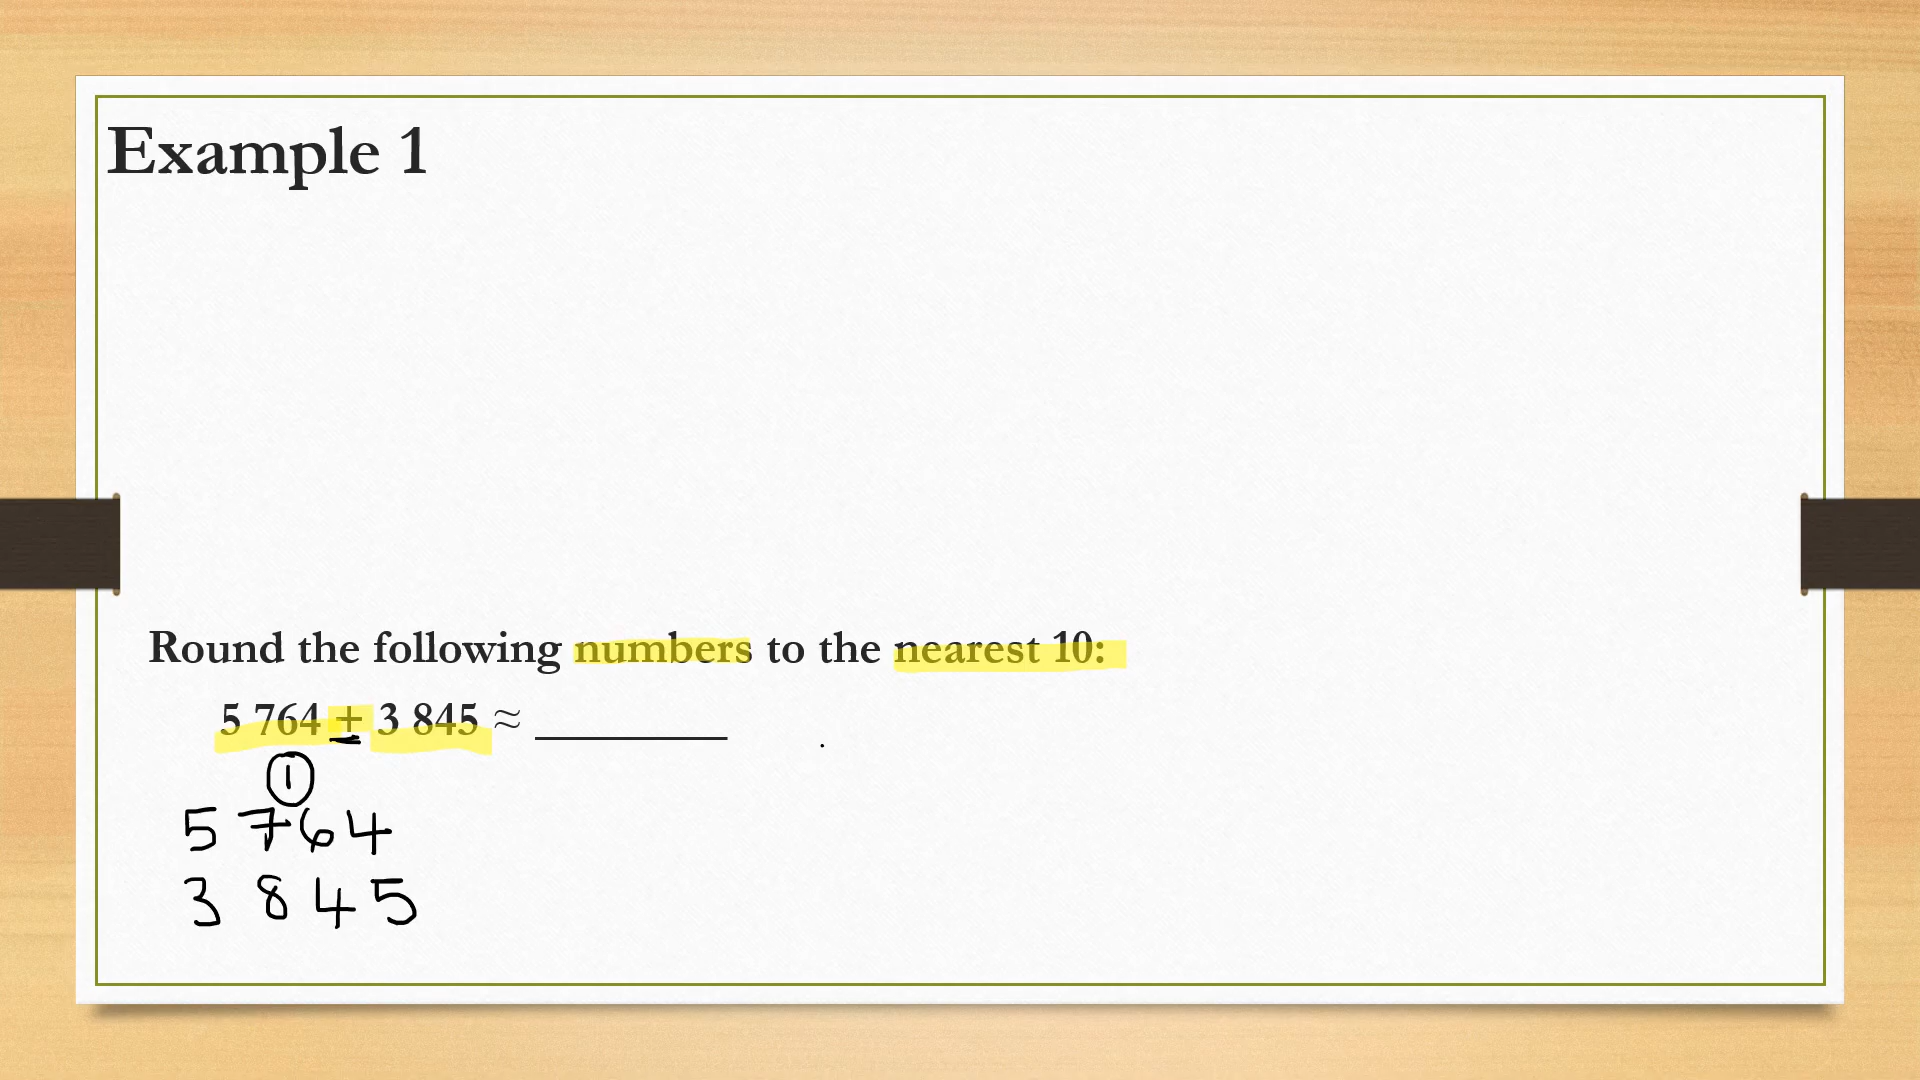 Example 1
Round the following numbers to the nearest 10:
5 764 + 3 845 ≈ __________ .
1
5 7 6 4
3 8 4 5